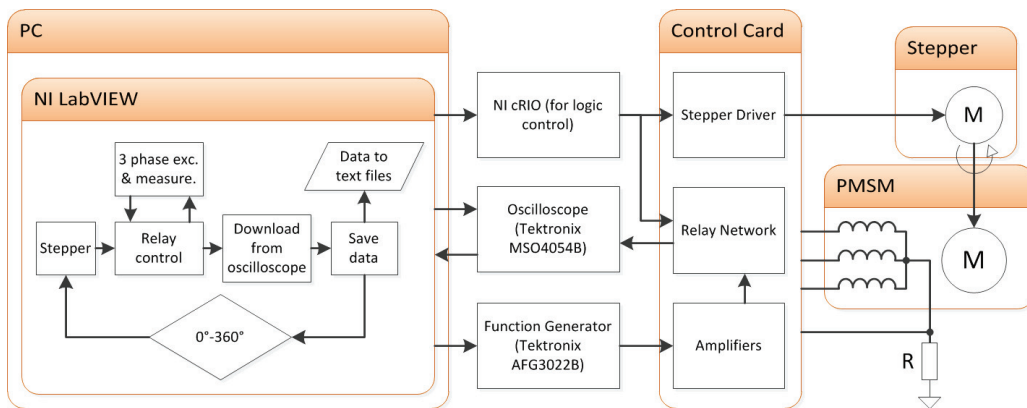 PC
NI LabVIEW
3 phase exc.
& measure.
Data to
text files
Stepper
Relay
control
Download
from
oscilloscope
Save
data
0°-360°
NI cRIO (for logic
control)
Oscilloscope
(Tektronix
MSO4054B)
Function Generator
(Tektronix
AFG3022B)
Control Card
Stepper Driver
Relay Network
Amplifiers
Stepper
M
PMSM
M
R